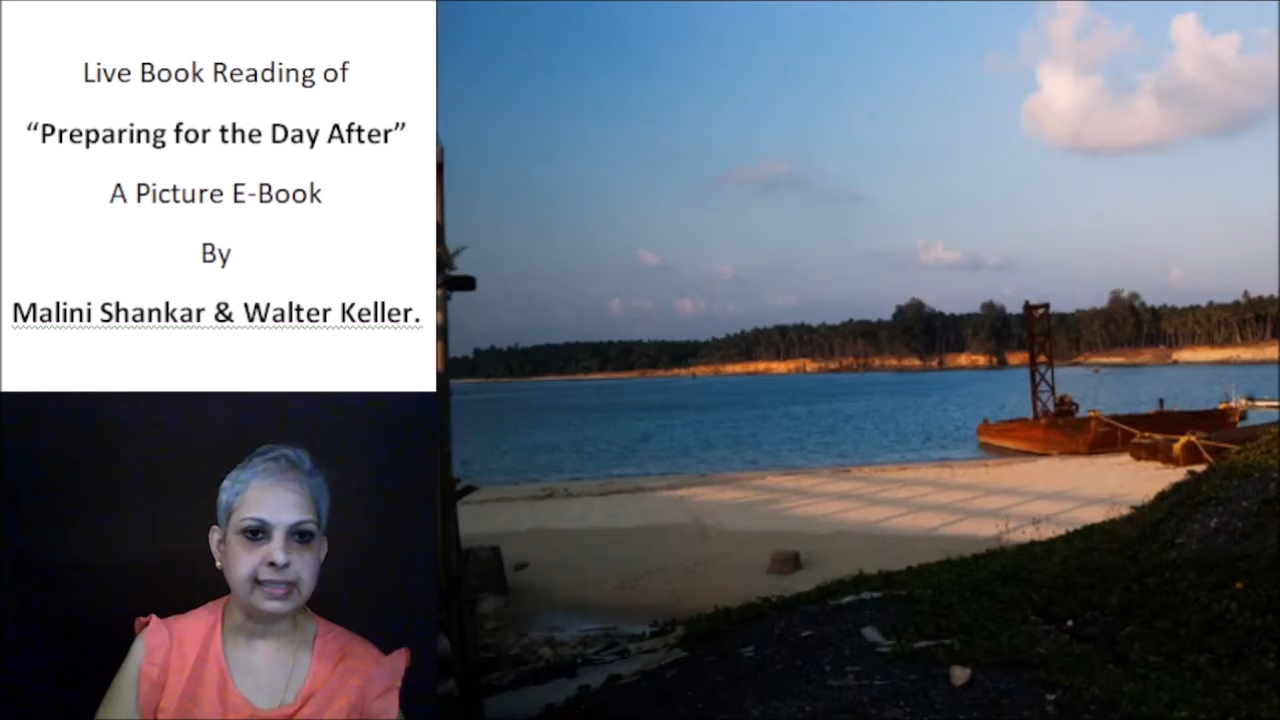 Live Book Reading of
“Preparing for the Day After”
A Picture E-Book
By
Malini Shankar & Walter Keller.